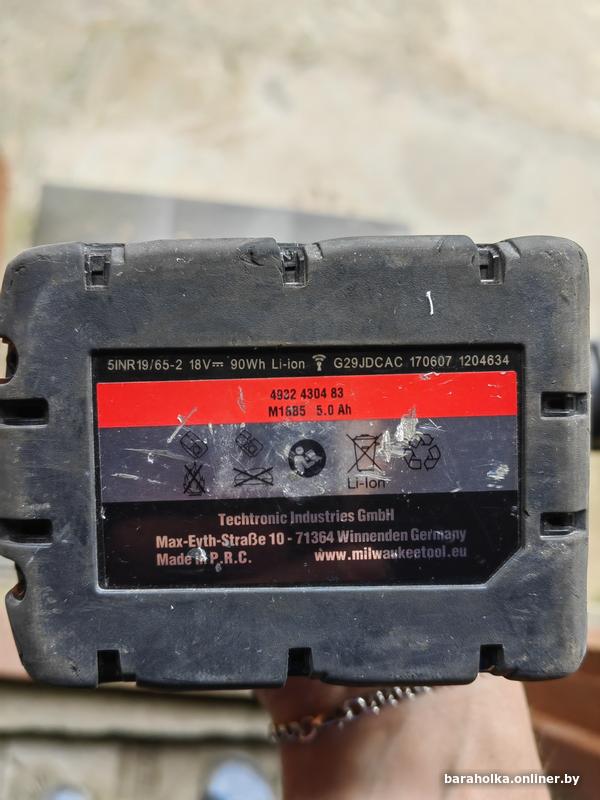 5INR19/65-2 18V⎓ 90Wh Li-ion G29JDCAC 170607 1204634
4932 4304 83
M18B5 5.0 Ah
Li-Ion
Techtronic Industries GmbH
Max-Eyth-Straße 10 - 71364 Winnenden Germany
Made in P.R.C. www.milwaukeetool.eu
baraholka.onliner.by